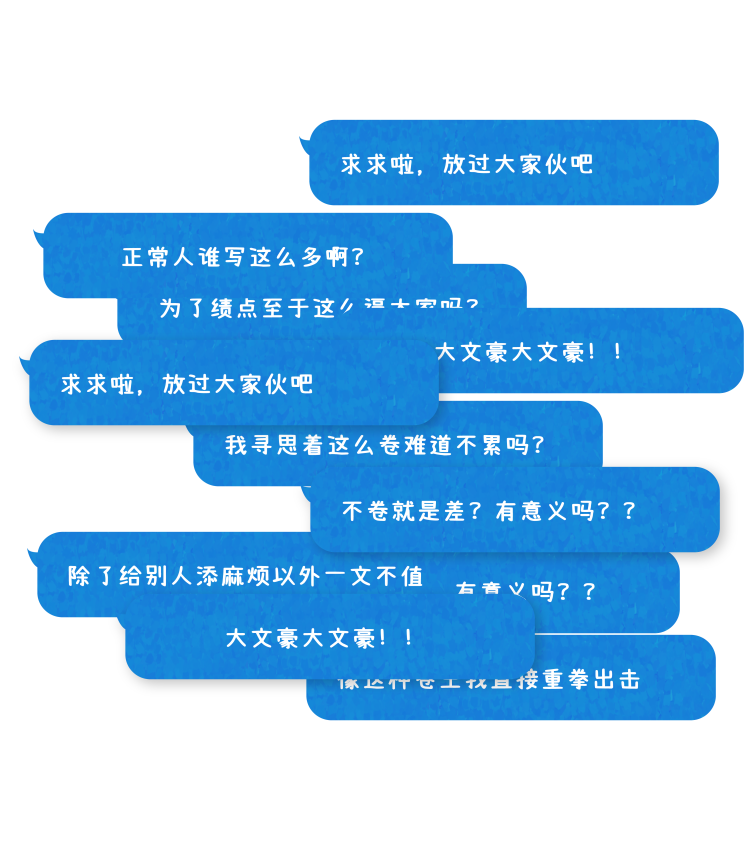 求求啦，放过大家伙吧
正常人谁写这么多啊？
为了绩点至于这么逼大家吗？
大文豪大文豪！！
求求啦，放过大家伙吧
我寻思着这么卷难道不累吗？
不卷就是差？有意义吗？？
除了给别人添麻烦以外一文不值
有意义吗？？
大文豪大文豪！！
像这种卷王我直接重拳出击